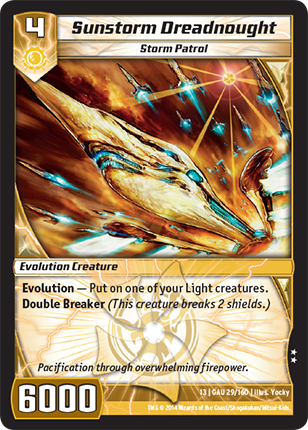 4
Sunstorm Dreadnought
Storm Patrol
Evolution Creature
Evolution — Put on one of your Light creatures.
Double Breaker (This creature breaks 2 shields.)
Pacification through overwhelming firepower.
6000
13 | GAU 29/160 | Illus. Yocky
TM & © 2014 Wizards of the Coast/Shogakukan/Mitsui-Kids.